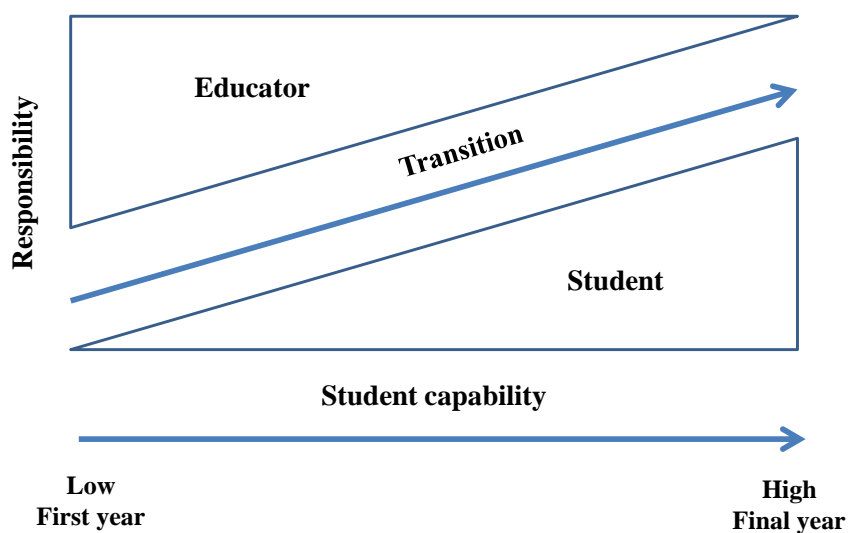 Educator
Responsibility
Transition
Student
Student capability
Low
First year
High
Final year